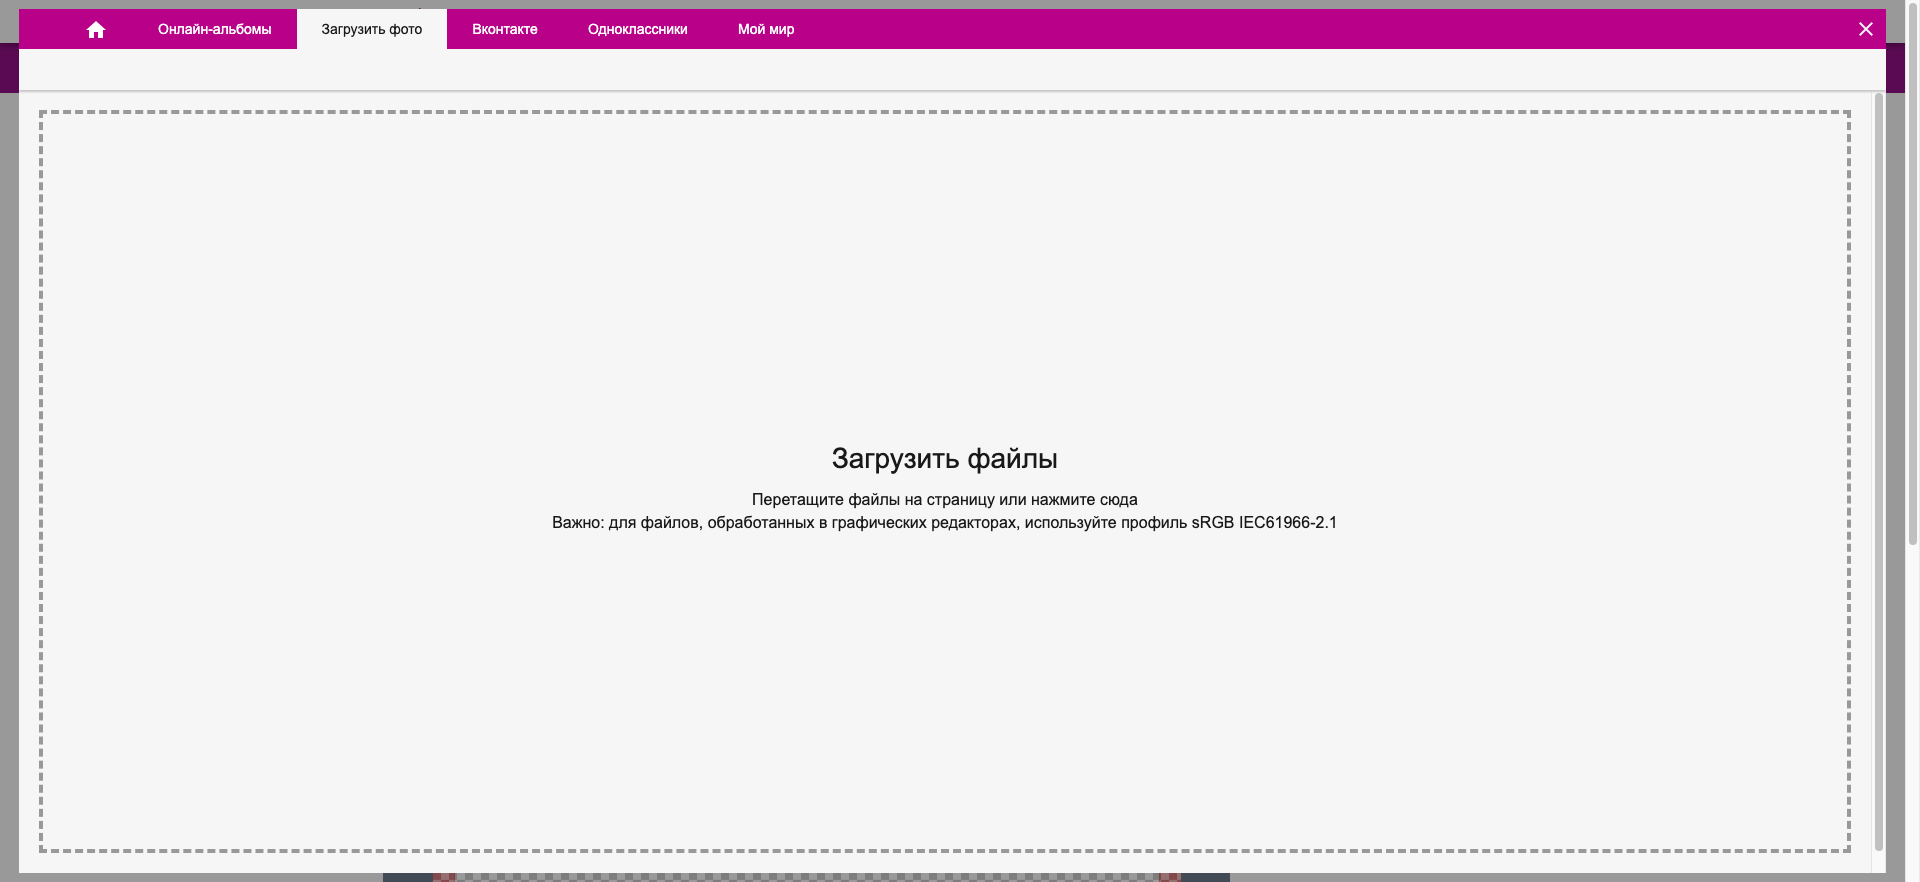 Онлайн-альбомы
Загрузить фото
Вконтакте
Одноклассники
Мой мир
Загрузить файлы
Перетащите файлы на страницу или нажмите сюда
Важно: для файлов, обработанных в графических редакторах, используйте профиль sRGB IEC61966-2.1